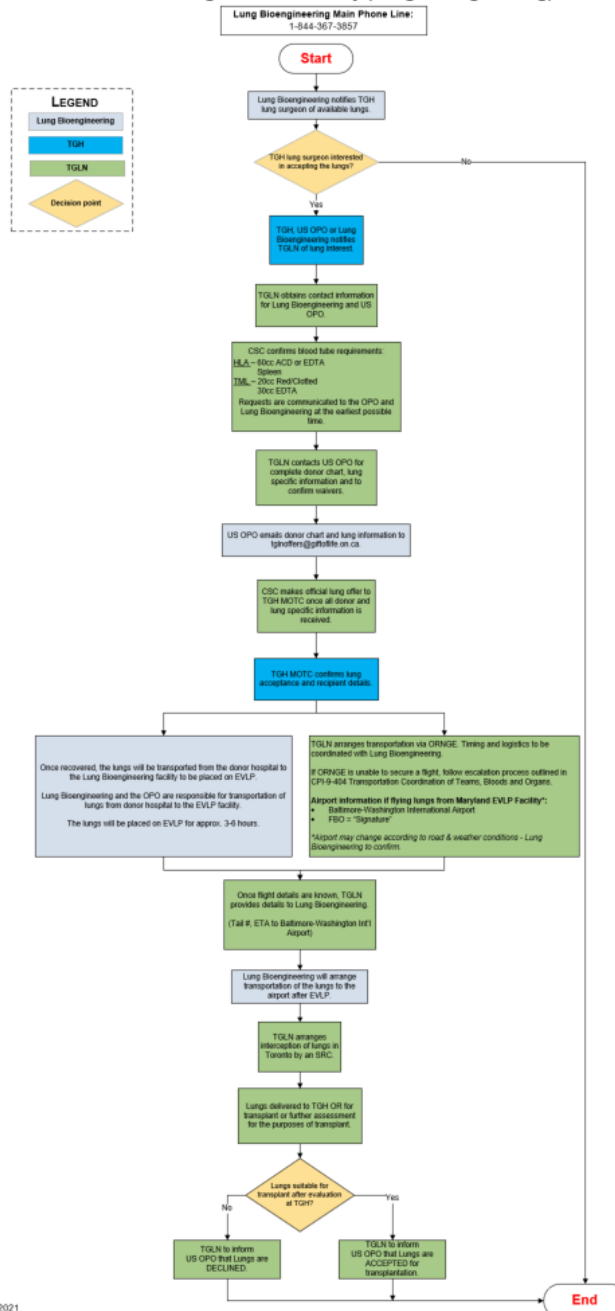 Lung Bioengineering Main Phone Line:
1-844-367-3857
Start
LEGEND
Lung Bioengineering
TGH
TGLN
Decision point
Lung Bioengineering notifies TGH
lung surgeon of available lungs.
TGH lung surgeon interested
in accepting the lungs?
No
Yes
TGH, US OPO or Lung
Bioengineering notifies
TGLN of lung interest.
TGLN obtains contact information
for Lung Bioengineering and US
OPO.
CSC confirms blood tube requirements:
HLA – 60cc ACD or EDTA
Spleen
TML – 20cc Red/Clotted
30cc EDTA
Requests are communicated to the OPO and
Lung Bioengineering at the earliest possible
time.
TGLN contacts US OPO for
complete donor chart, lung
specific information and to
confirm waivers.
US OPO emails donor chart and lung information to
tglnoffers@giftoflife.on.ca.
CSC makes official lung offer to
TGH MOTC once all donor and
lung specific information is
received.
TGH MOTC confirms lung
acceptance and recipient details.
Once recovered, the lungs will be transported from the donor hospital to
the Lung Bioengineering facility to be placed on EVLP.
Lung Bioengineering and the OPO are responsible for transportation of
lungs from donor hospital to the EVLP facility.
The lungs will be placed on EVLP for approx. 3-6 hours.
TGLN arranges transportation via ORNGE. Timing and logistics to be
coordinated with Lung Bioengineering.
If ORNGE is unable to secure a flight, follow escalation process outlined in
CPI-9-404 Transportation Coordination of Teams, Bloods and Organs.
Airport information if flying lungs from Maryland EVLP Facility*:
• Baltimore-Washington International Airport
• FBO = “Signature”
*Airport may change according to road & weather conditions - Lung
Bioengineering to confirm.
Once flight details are known, TGLN
provides details to Lung Bioengineering.
(Tail #, ETA to Baltimore-Washington Int'l
Airport)
Lung Bioengineering will arrange
transportation of the lungs to the
airport after EVLP.
TGLN arranges
interception of lungs in
Toronto by an SRC.
Lungs delivered to TGH OR for
transplant or further assessment
for the purposes of transplant.
Lungs suitable for
transplant after evaluation
at TGH?
No
Yes
TGLN to inform
US OPO that Lungs are
DECLINED.
TGLN to inform
US OPO that Lungs are
ACCEPTED for
transplantation.
End
2021